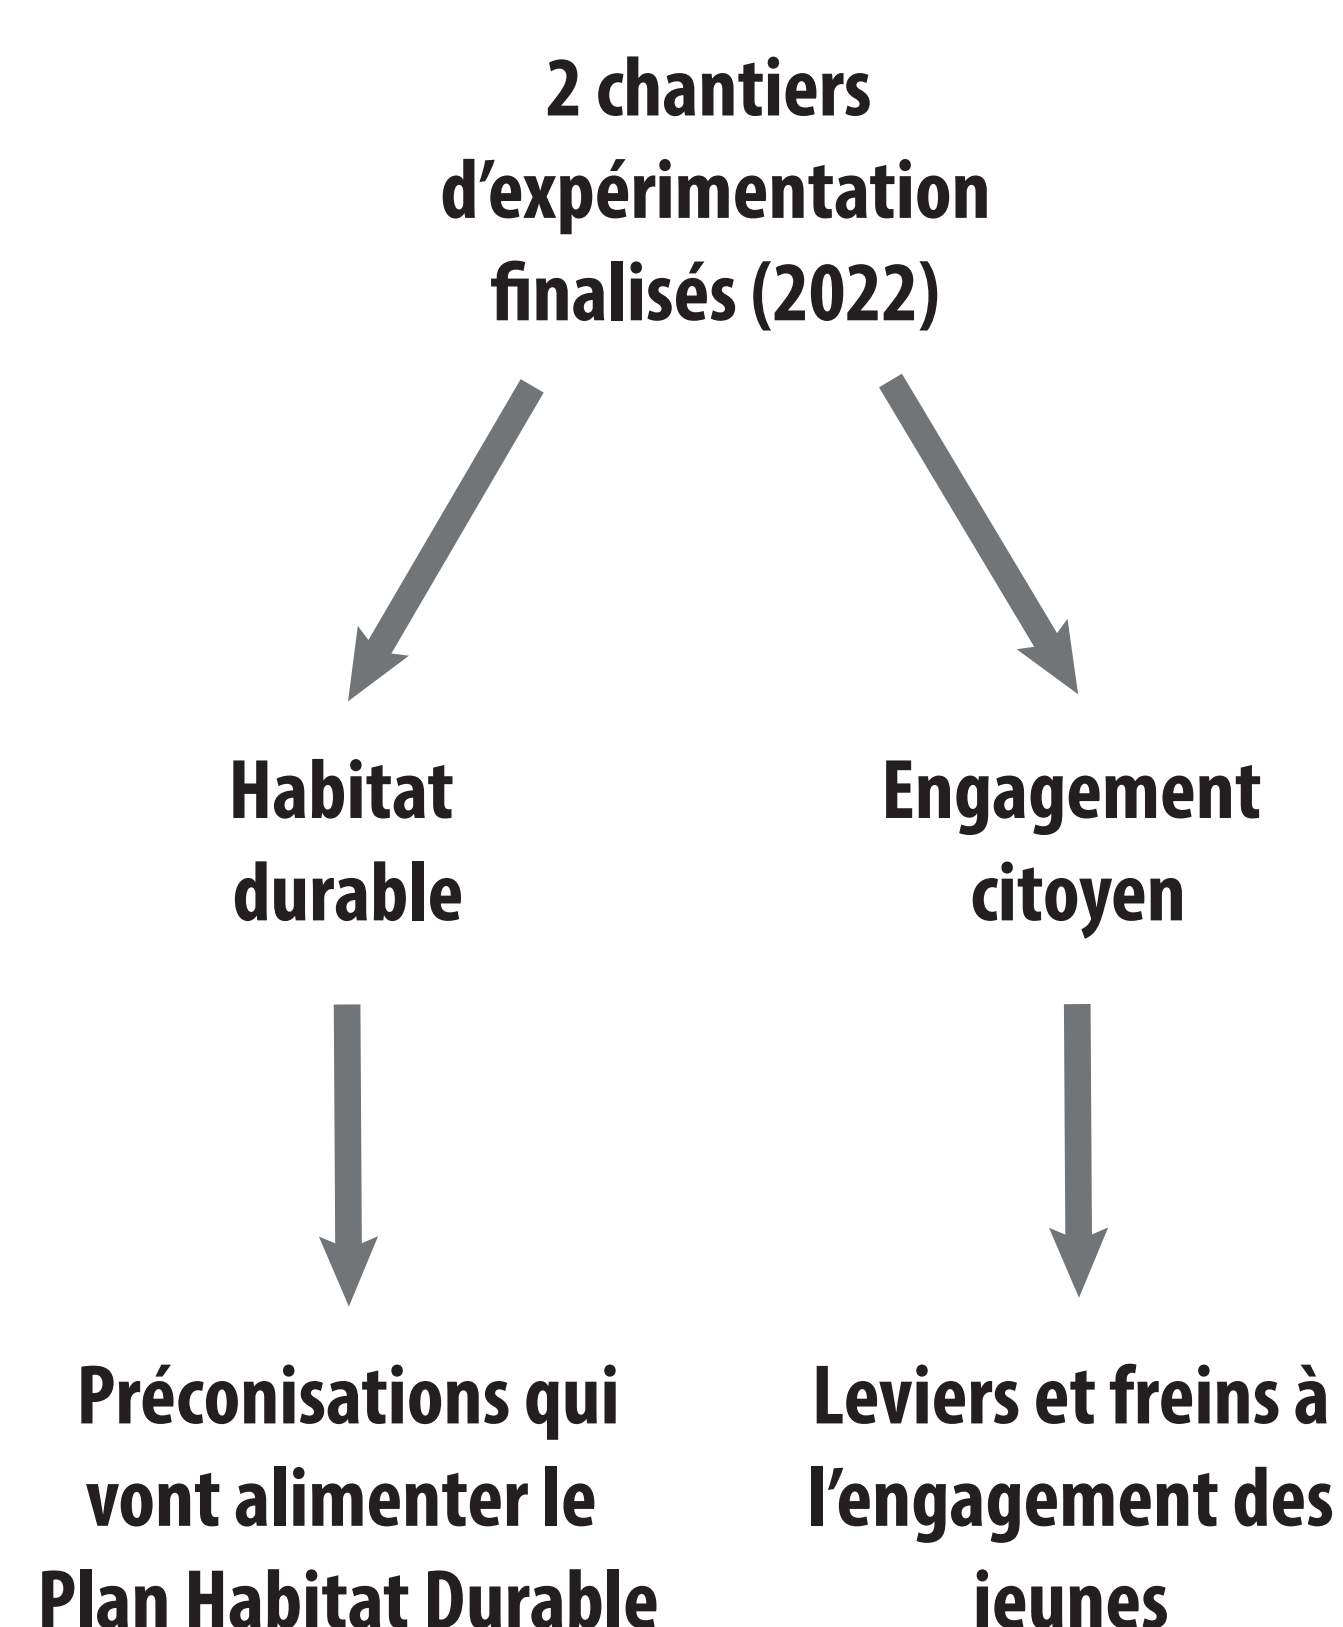 2 chantiers
d’expérimentation
finalisés (2022)
Habitat
durable
Engagement
citoyen
Préconisations qui
vont alimenter le
Plan Habitat Durable
Leviers et freins à
l’engagement des
jeunes